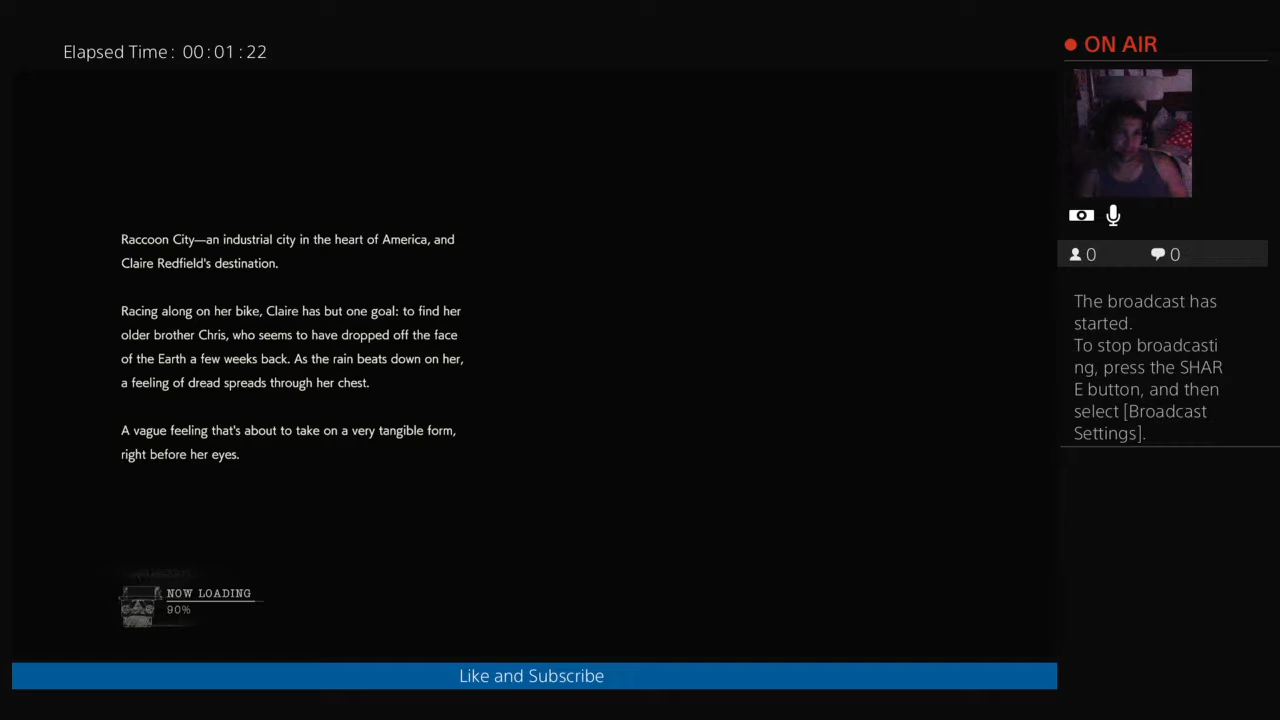 Elapsed Time: 00:01:22
ON AIR
0
0
Raccoon City—an industrial city in the heart of America, and
Claire Redfield's destination.
Racing along on her bike, Claire has but one goal: to find her
older brother Chris, who seems to have dropped off the face
of the Earth a few weeks back. As the rain beats down on her,
a feeling of dread spreads through her chest.
A vague feeling that's about to take on a very tangible form,
right before her eyes.
The broadcast has
started.
To stop broadcasti
ng, press the SHAR
E button, and then
select [Broadcast
Settings].
NOW LOADING
90%
Like and Subscribe